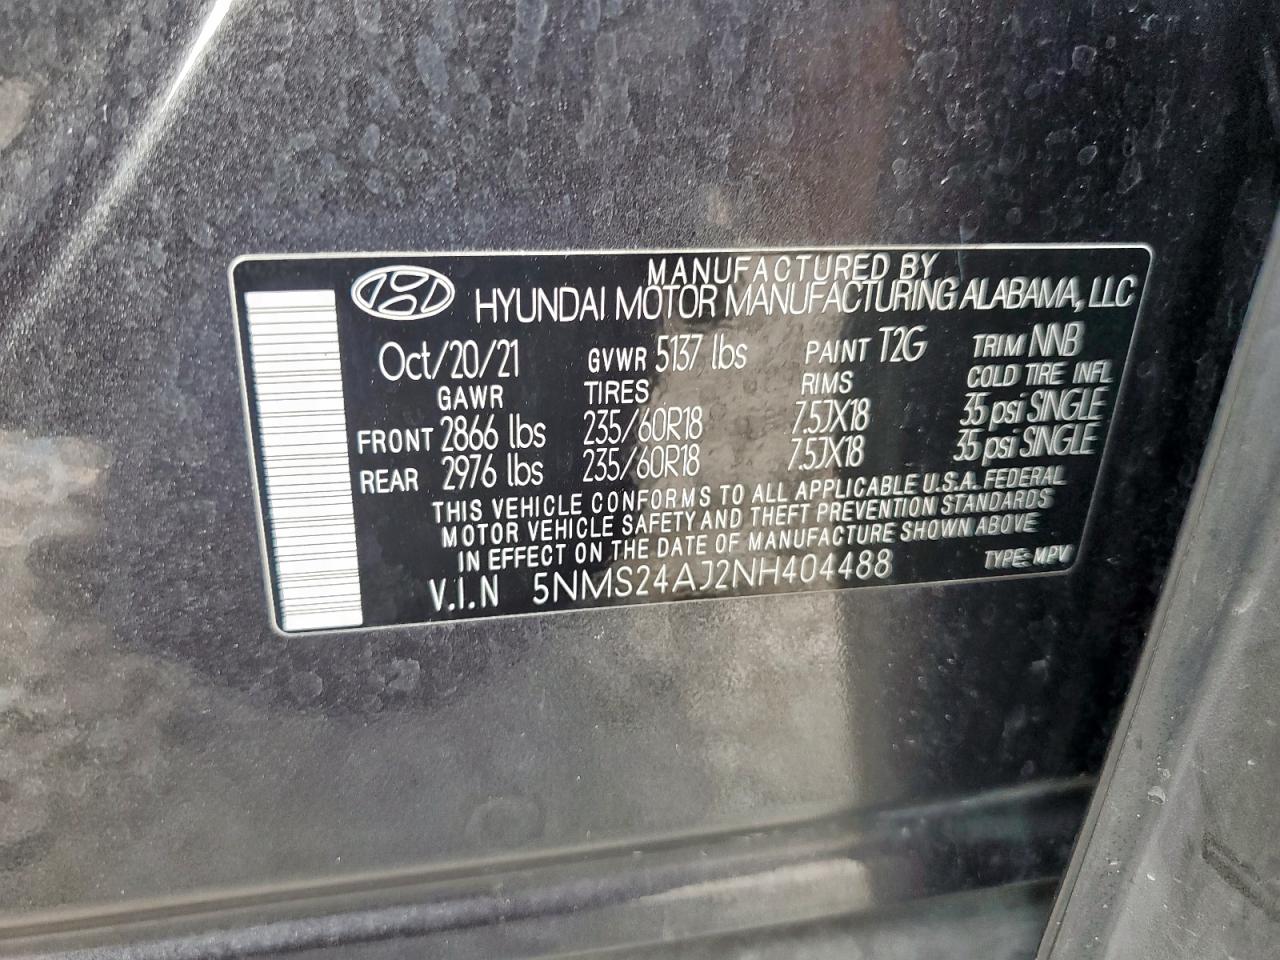 MANUFACTURED BY
HYUNDAI MOTOR MANUFACTURING ALABAMA, LLC
Oct/20/21 GVWR 5137 lbs PAINT T2G TRIM NNB
GAWR TIRES RIMS COLD TIRE INFL
FRONT 2866 lbs 235/60R18 7.5JX18 35 psi SINGLE
REAR 2976 lbs 235/60R18 7.5JX18 35 psi SINGLE
THIS VEHICLE CONFORMS TO ALL APPLICABLE U.S.A. FEDERAL
MOTOR VEHICLE SAFETY AND THEFT PREVENTION STANDARDS
IN EFFECT ON THE DATE OF MANUFACTURE SHOWN ABOVE
V.I.N 5NMS24AJ2NH404488 TYPE: MPV